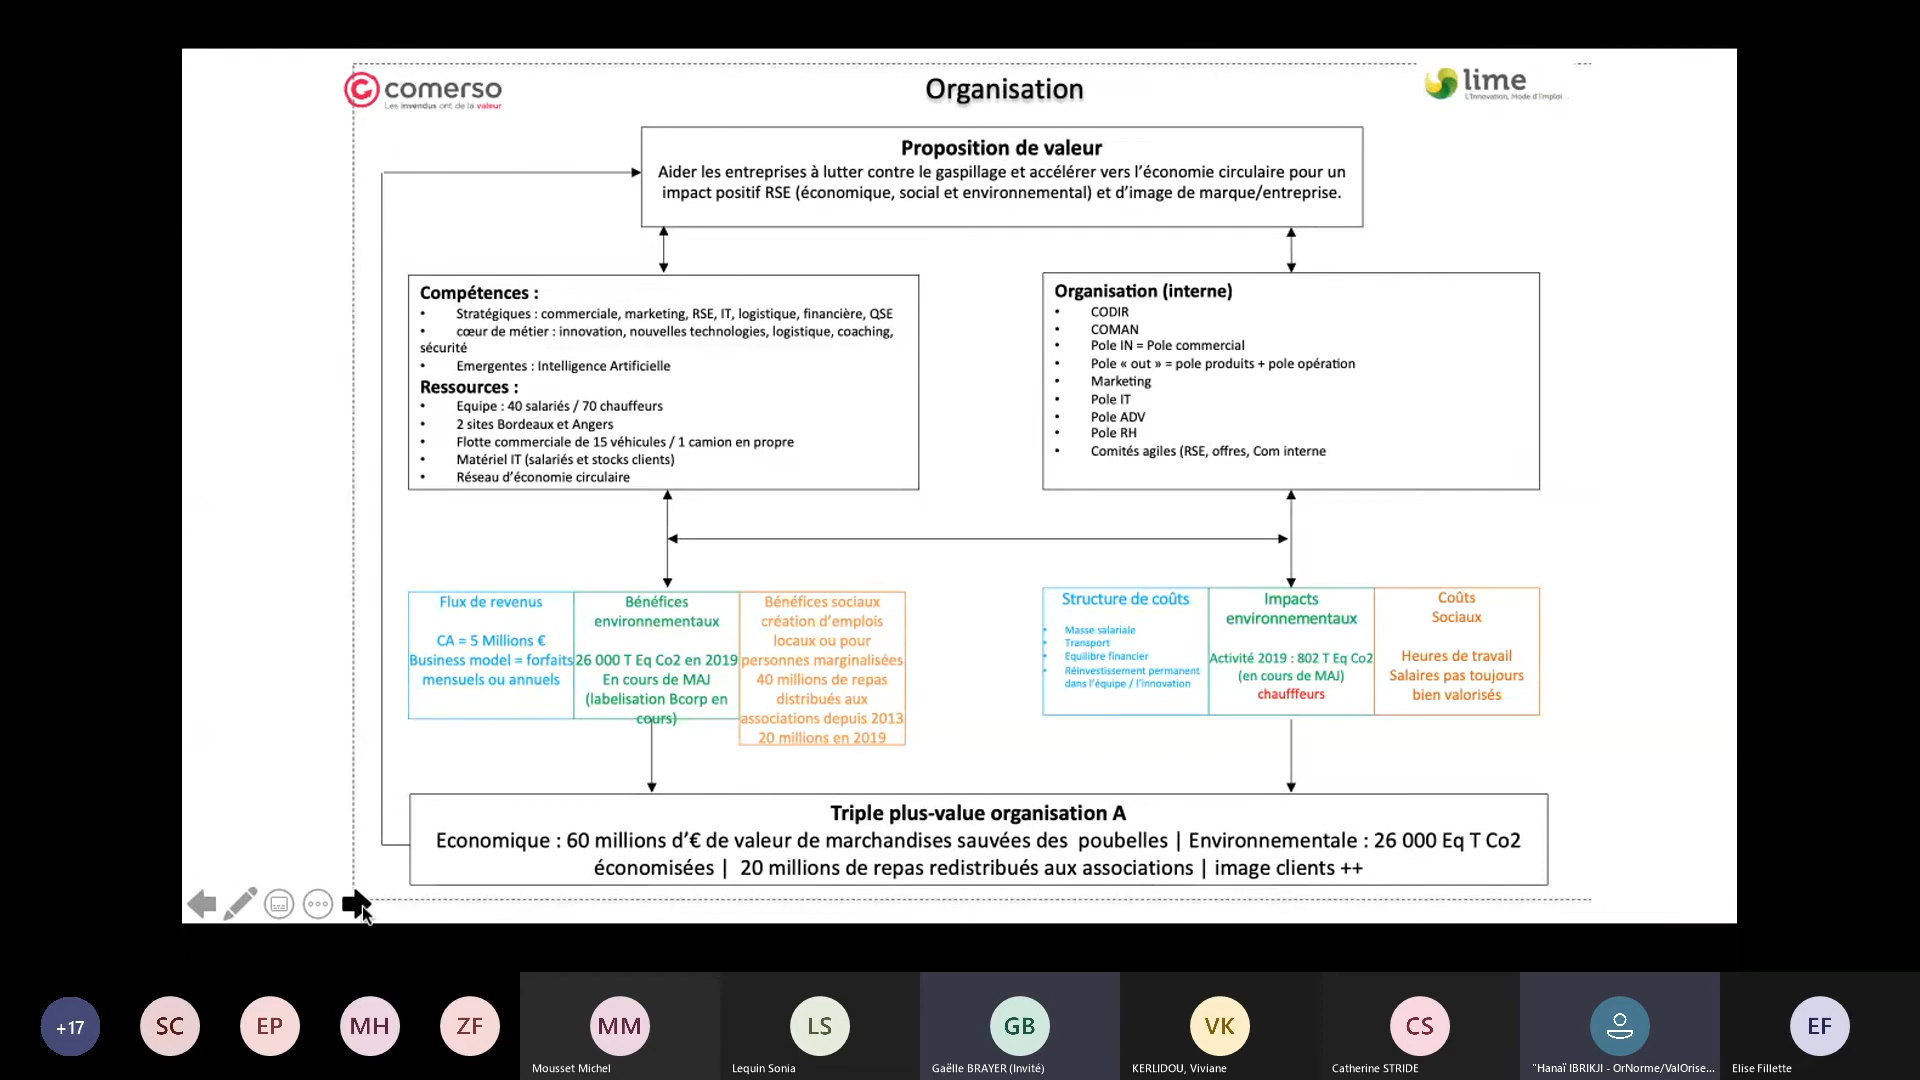 comerso
Les invendus ont de la valeur
Organisation
lime
L'Innovation, Mode d'Emploi...
Proposition de valeur
Aider les entreprises à lutter contre le gaspillage et accélérer vers l'économie circulaire pour un
impact positif RSE (économique, social et environnemental) et d'image de marque/entreprise.
Compétences :
• Stratégiques : commerciale, marketing, RSE, IT, logistique, financière, QSE
• cœur de métier : innovation, nouvelles technologies, logistique, coaching,
sécurité
• Emergentes : Intelligence Artificielle
Ressources :
• Equipe : 40 salariés / 70 chauffeurs
• 2 sites Bordeaux et Angers
• Flotte commerciale de 15 véhicules / 1 camion en propre
• Matériel IT (salariés et stocks clients)
• Réseau d'économie circulaire
Organisation (interne)
• CODIR
• COMAN
• Pole IN = Pole commercial
• Pole « out » = pole produits + pole opération
• Marketing
• Pole IT
• Pole ADV
• Pole RH
• Comités agiles (RSE, offres, Com interne
Flux de revenus
CA = 5 Millions €
Business model = forfaits
mensuels ou annuels
Bénéfices
environnementaux
26 000 T Eq Co2 en 2019
En cours de MAJ
(labelisation Bcorp en
cours)
Bénéfices sociaux
création d'emplois
locaux ou pour
personnes marginalisées
40 millions de repas
distribués aux
associations depuis 2013
20 millions en 2019
Structure de coûts
• Masse salariale
• Transport
• Equilibre financier
• Réinvestissement permanent
dans l'équipe / l'innovation
Impacts
environnementaux
Activité 2019 : 802 T Eq Co2
(en cours de MAJ)
chaufffeurs
Coûts
Sociaux
Heures de travail
Salaires pas toujours
bien valorisés
Triple plus-value organisation A
Economique : 60 millions d'€ de valeur de marchandises sauvées des poubelles | Environnementale : 26 000 Eq T Co2
économisées | 20 millions de repas redistribués aux associations | image clients ++
+17
SC
EP
MH
ZF
MM
Mousset Michel
LS
Lequin Sonia
GB
Gaëlle BRAYER (Invité)
VK
KERLIDOU, Viviane
CS
Catherine STRIDE
"Hanaï IBRIKJI - OrNorme/ValOrise...
EF
Elise Fillette